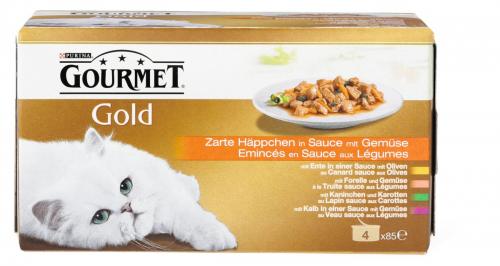 PURINA
GOURMET
Gold
Zarte Häppchen in Sauce mit Gemüse
Emincés en Sauce aux Légumes
mit Ente in einer Sauce mit Oliven
au Canard sauce aux Olives
mit Forelle und Gemüse
à la Truite sauce aux Légumes
mit Kaninchen und Karotten
au Lapin sauce aux Carottes
mit Kalb in einer Sauce mit Gemüse
au Veau sauce aux Légumes
4 x85℮